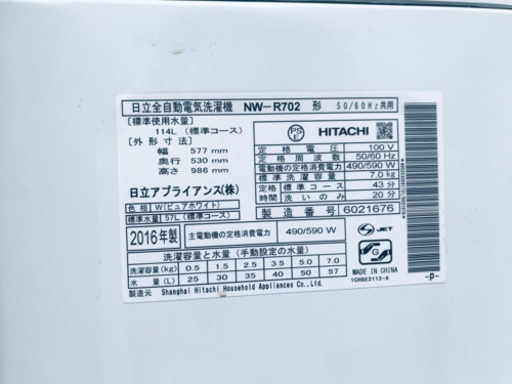 日立全自動電気洗濯機 NW-R702 形 50/60Hz共用
[標準使用水量]
114L (標準コース)
[外形寸法]
幅 577 mm
奥行 530 mm
高さ 986 mm
日立アプライアンス(株)
色柄 W(ピュアホワイト)
標準水量 57L (標準コース)
PS E HITACHI
定格電圧 100 V
定格周波数 50/60 Hz
電動機の定格消費電力 490/590 W
標準洗濯容量 7.0 kg
標準コース 43 分
時間 洗いのみ 20 分
製造番号 6021676
2016年製 主電動機の定格消費電力 490/590 W
S-JET
洗濯容量と水量 (手動設定の水量)
洗濯容量(kg) 0.5 1.5 2.5 3.5 5.0 7.0
水量(L) 25 30 35 40 50 57
製造元 Shanghai Hitachi Household Appliances Co., Ltd.
G
MADE IN CHINA
1CHSE2112-A
-p-